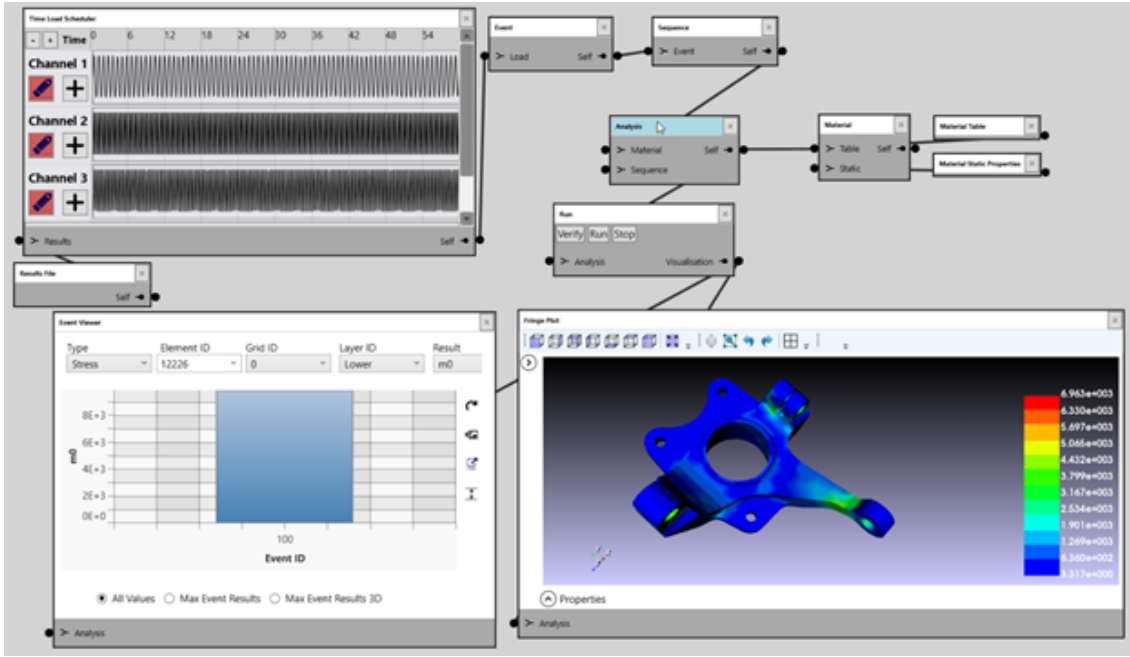 Time Load Scheduler
- + Time 0 6 12 18 24 30 36 42 48 54
Channel 1
Channel 2
Channel 3
Results Self
Results File
Self
Event
Load Self
Sequence
Event Self
Analysis
Material Self
Sequence
Material
Table Self
Static
Material Table
Material Static Properties
Run
Verify Run Stop
Analysis Visualisation
Event Viewer
Type Element ID Grid ID Layer ID Result
Stress 12226 0 Lower m0
8E+3
6E+3
4E+3
2E+3
0E+0
m0
100
Event ID
All Values Max Event Results Max Event Results 3D
Analysis
Fringe Plot
6.963e+003
6.330e+003
5.697e+003
5.065e+003
4.432e+003
3.799e+003
3.167e+003
2.534e+003
1.901e+003
1.269e+003
6.360e+002
3.317e+000
Properties
Analysis